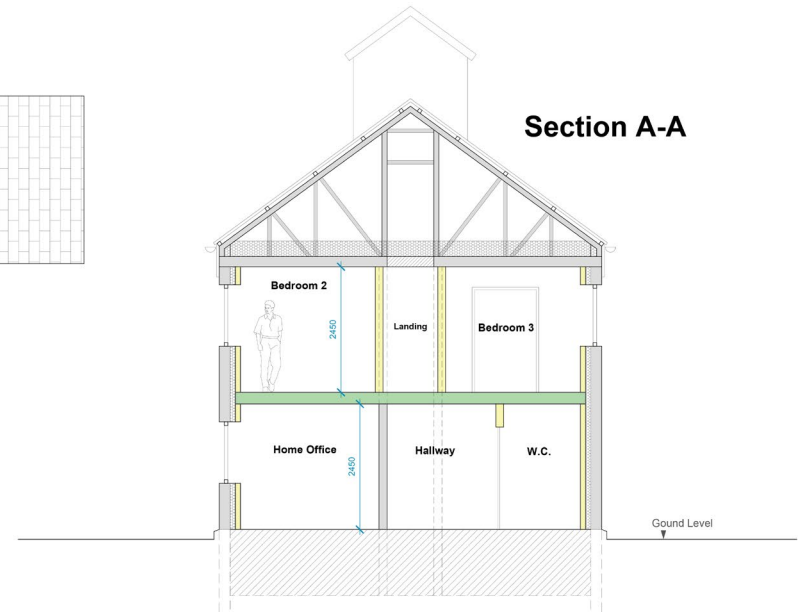 Section A-A
Bedroom 2
2450
Landing
Bedroom 3
Home Office
2450
Hallway
W.C.
Gound Level